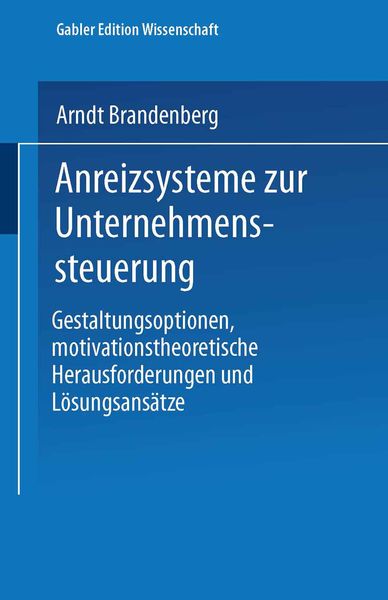 Gabler Edition Wissenschaft
Arndt Brandenberg
Anreizsysteme zur
Unternehmens-
steuerung
Gestaltungsoptionen,
motivationstheoretische
Herausforderungen und
Lösungsansätze